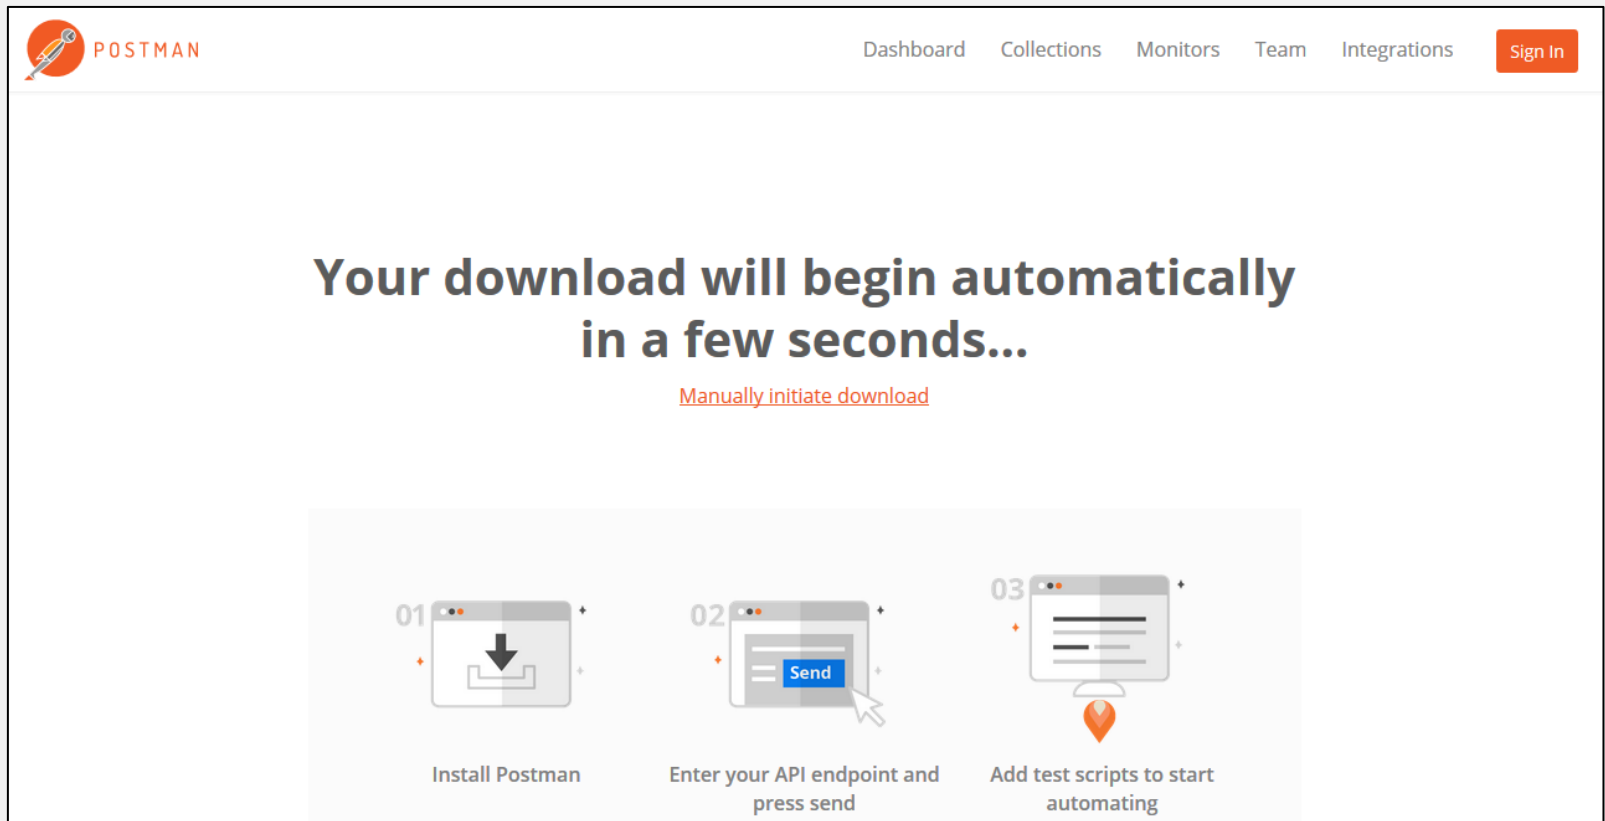 POSTMAN
Dashboard Collections Monitors Team Integrations Sign In
Your download will begin automatically
in a few seconds...
Manually initiate download
01
02
Send
03
Install Postman
Enter your API endpoint and
press send
Add test scripts to start
automating